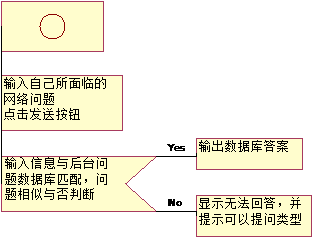 输入自己所面临的
网络问题
点击发送按钮
输入信息与后台问
题数据库匹配，问
题相似与否判断
Yes
输出数据库答案
No
显示无法回答，并
提示可以提问类型